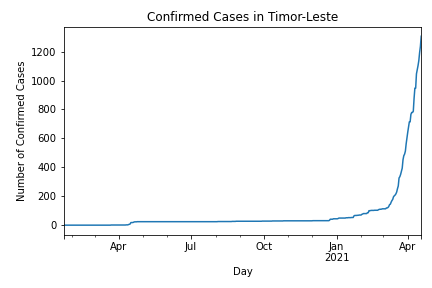 Confirmed Cases in Timor-Leste
Number of Confirmed Cases
1200
1000
800
600
400
200
0
Apr Jul Oct Jan Apr
2021
Day